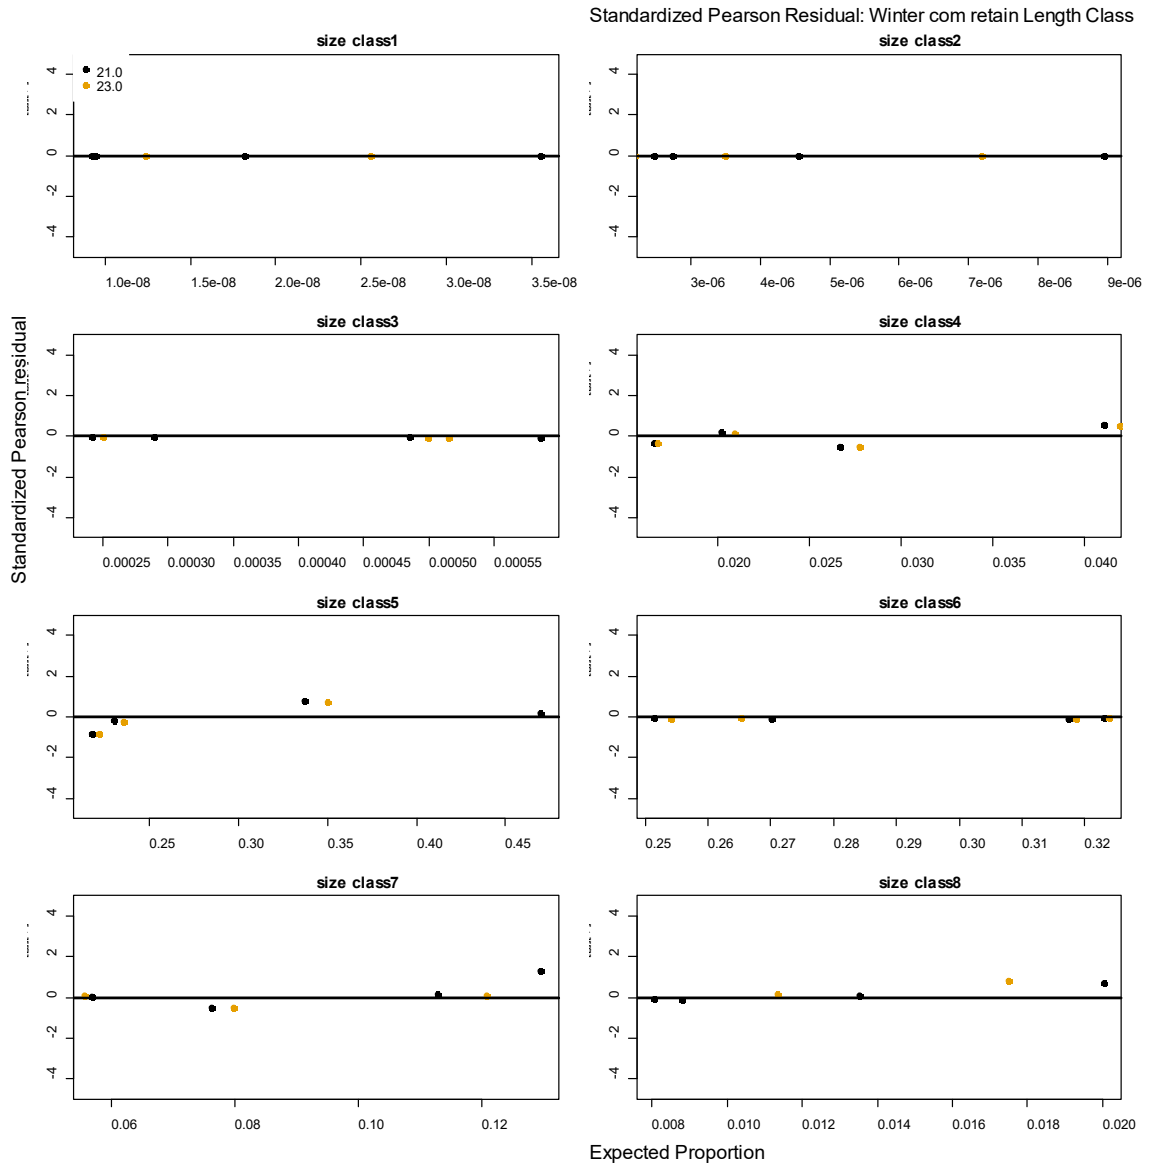 Standardized Pearson Residual: Winter com retain Length Class
size class1
size class2
21.0
23.0
4
2
0
-2
-4
4
2
0
-2
-4
1.0e-08 1.5e-08 2.0e-08 2.5e-08 3.0e-08 3.5e-08
3e-06 4e-06 5e-06 6e-06 7e-06 8e-06 9e-06
size class3
size class4
4
2
0
-2
-4
4
2
0
-2
-4
0.00025 0.00030 0.00035 0.00040 0.00045 0.00050 0.00055
0.020 0.025 0.030 0.035 0.040
Standardized Pearson residual
size class5
size class6
4
2
0
-2
-4
4
2
0
-2
-4
0.25 0.30 0.35 0.40 0.45
0.25 0.26 0.27 0.28 0.29 0.30 0.31 0.32
size class7
size class8
4
2
0
-2
-4
4
2
0
-2
-4
0.06 0.08 0.10 0.12
0.008 0.010 0.012 0.014 0.016 0.018 0.020
Expected Proportion